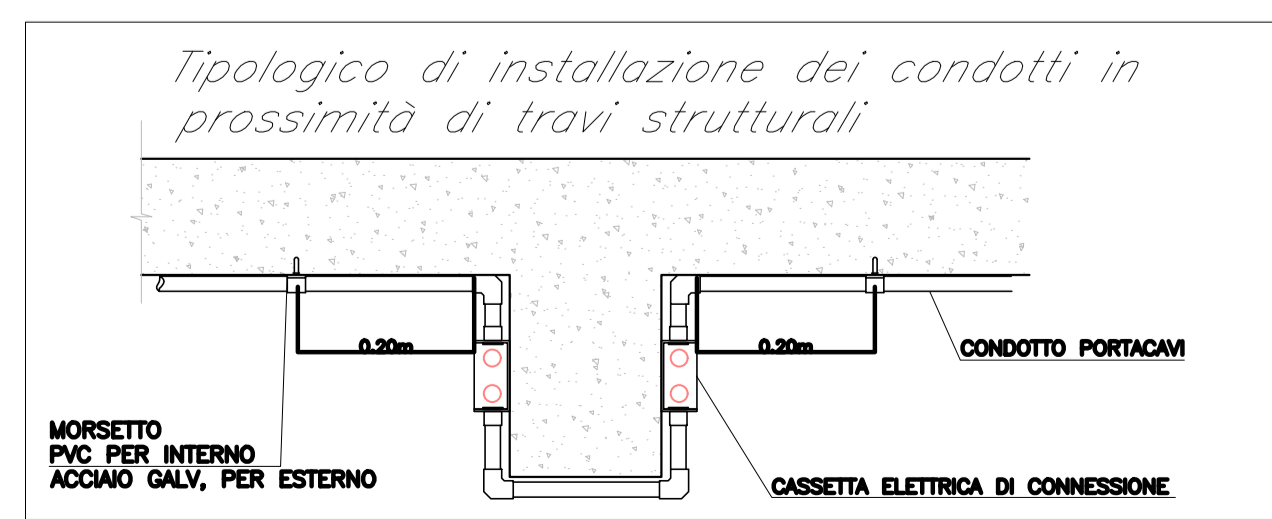 Tipologico di installazione dei condotti in
prossimità di travi strutturali
0.20m
0.20m
CONDOTTO PORTACAVI
MORSETTO
PVC PER INTERNO
ACCIAIO GALV, PER ESTERNO
CASSETTA ELETTRICA DI CONNESSIONE